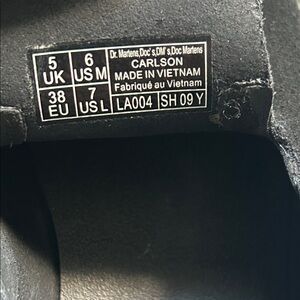 5 UK 6 US M
38 EU 7 US L
Dr. Martens,Doc's,DM's,Doc Martens
CARLSON
MADE IN VIETNAM
Fabriqué au Vietnam
LA004 SH 09 Y